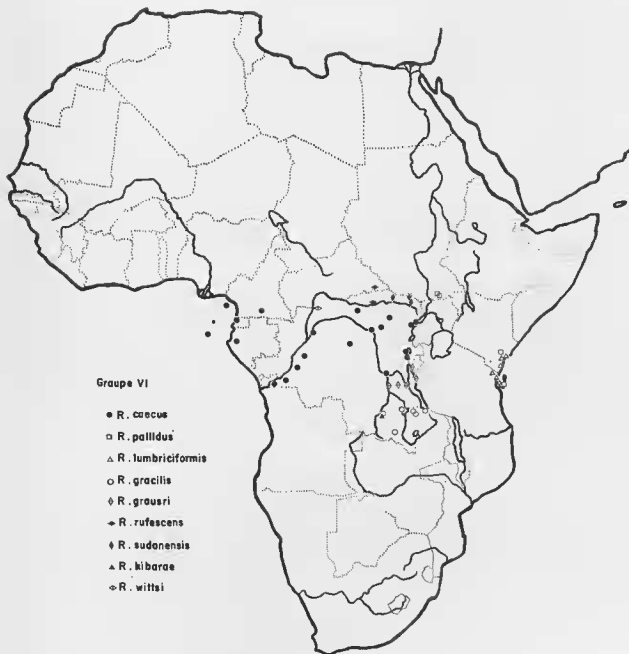 Groupe VI
R. caecus
R. pallidus
R. lumbriciformis
R. gracilis
R. grausri
R. rufescens
R. sudanensis
R. kibarae
R. wittsi